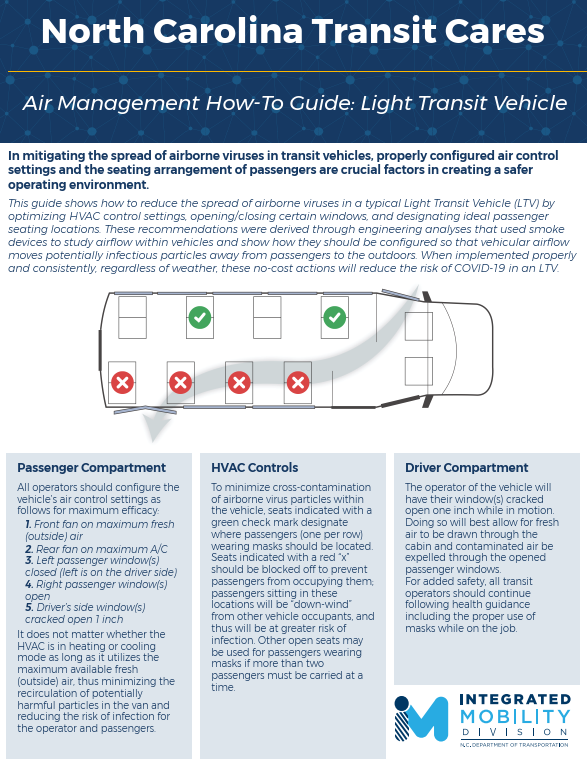 North Carolina Transit Cares
Air Management How-To Guide: Light Transit Vehicle
In mitigating the spread of airborne viruses in transit vehicles, properly configured air control
settings and the seating arrangement of passengers are crucial factors in creating a safer
operating environment.
This guide shows how to reduce the spread of airborne viruses in a typical Light Transit Vehicle (LTV) by
optimizing HVAC control settings, opening/closing certain windows, and designating ideal passenger
seating locations. These recommendations were derived through engineering analyses that used smoke
devices to study airflow within vehicles and show how they should be configured so that vehicular airflow
moves potentially infectious particles away from passengers to the outdoors. When implemented properly
and consistently, regardless of weather, these no-cost actions will reduce the risk of COVID-19 in an LTV.
Passenger Compartment
All operators should configure the
vehicle's air control settings as
follows for maximum efficacy:
1. Front fan on maximum fresh
(outside) air
2. Rear fan on maximum A/C
3. Left passenger window(s)
closed (left is on the driver side)
4. Right passenger window(s)
open
5. Driver's side window(s)
cracked open 1 inch
It does not matter whether the
HVAC is in heating or cooling
mode as long as it utilizes the
maximum available fresh
(outside) air, thus minimizing the
recirculation of potentially
harmful particles in the van and
reducing the risk of infection for
the operator and passengers.
HVAC Controls
To minimize cross-contamination
of airborne virus particles within
the vehicle, seats indicated with a
green check mark designate
where passengers (one per row)
wearing masks should be located.
Seats indicated with a red "x"
should be blocked off to prevent
passengers from occupying them;
passengers sitting in these
locations will be "down-wind"
from other vehicle occupants, and
thus will be at greater risk of
infection. Other open seats may
be used for passengers wearing
masks if more than two
passengers must be carried at a
time.
Driver Compartment
The operator of the vehicle will
have their window(s) cracked
open one inch while in motion.
Doing so will best allow for fresh
air to be drawn through the
cabin and contaminated air be
expelled through the opened
passenger windows.
For added safety, all transit
operators should continue
following health guidance
including the proper use of
masks while on the job.
iM
INTEGRATED
MOBILITY
DIVISION
N.C. DEPARTMENT OF TRANSPORTATION